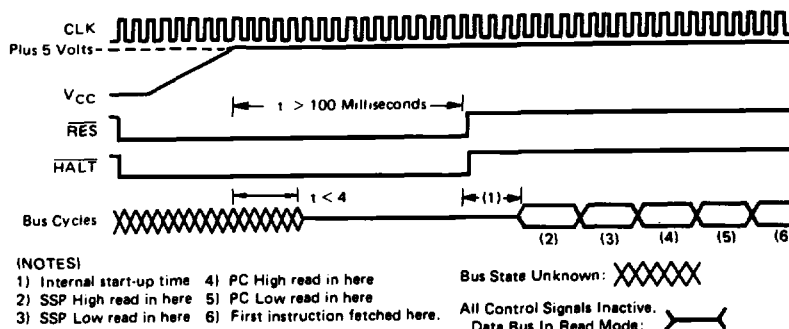 CLK
Plus 5 Volts
VCC
t > 100 Milliseconds
RES
HALT
t < 4
(1)
Bus Cycles
(2) (3) (4) (5) (6
(NOTES)
1) Internal start-up time 4) PC High read in here
2) SSP High read in here 5) PC Low read in here
3) SSP Low read in here 6) First instruction fetched here.
Bus State Unknown:
All Control Signals Inactive.
Data Bus In Read Mode: